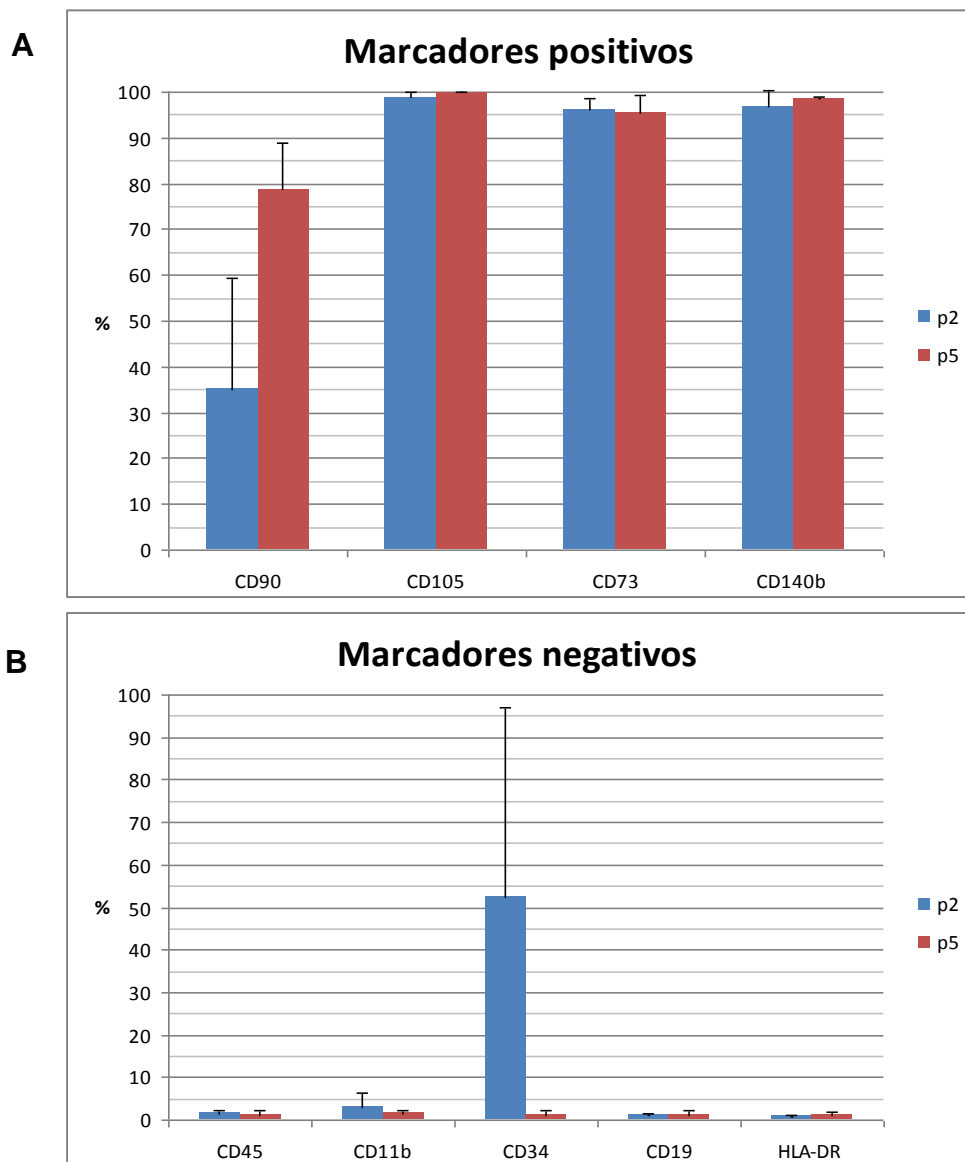 A
Marcadores positivos
100
90
80
70
60
50
40
30
20
10
0
%
CD90 CD105 CD73 CD140b
p2
p5
B
Marcadores negativos
100
90
80
70
60
50
40
30
20
10
0
%
CD45 CD11b CD34 CD19 HLA-DR
p2
p5